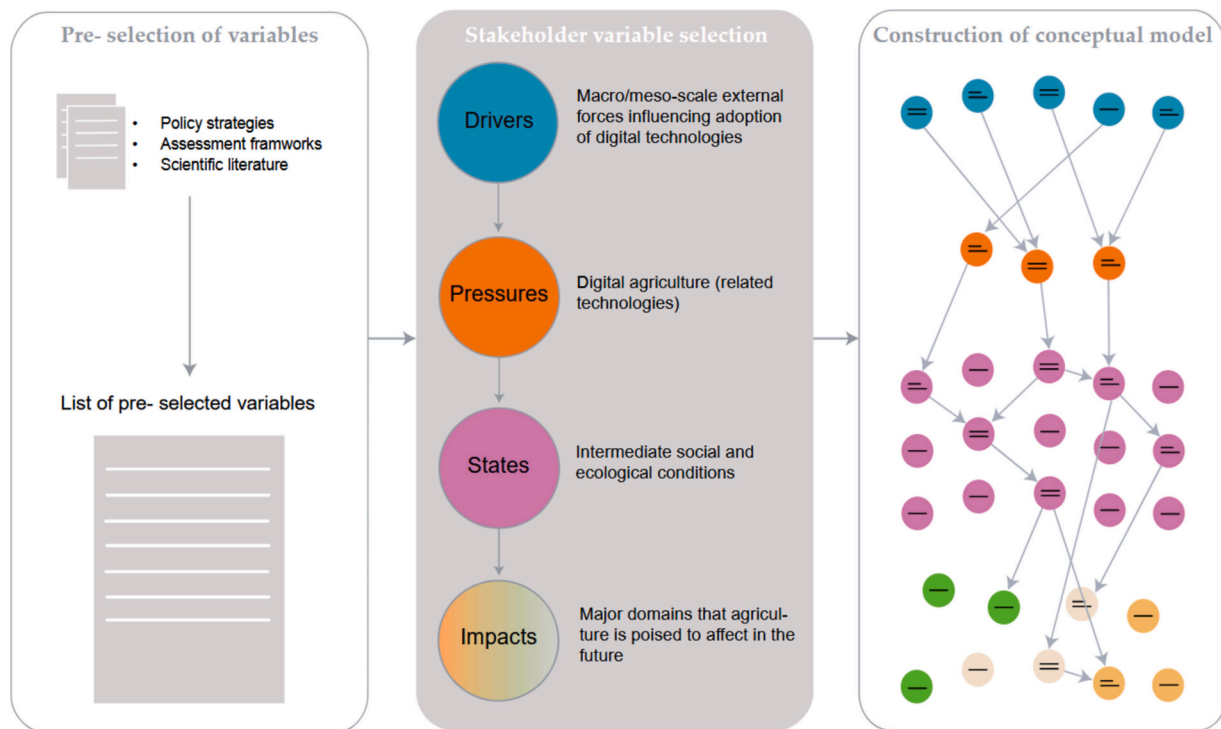 Pre- selection of variables
• Policy strategies
• Assessment framworks
• Scientific literature
List of pre- selected variables
Stakeholder variable selection
Drivers
Macro/meso-scale external
forces influencing adoption
of digital technologies
Pressures
Digital agriculture (related
technologies)
States
Intermediate social and
ecological conditions
Impacts
Major domains that agricul-
ture is poised to affect in the
future
Construction of conceptual model